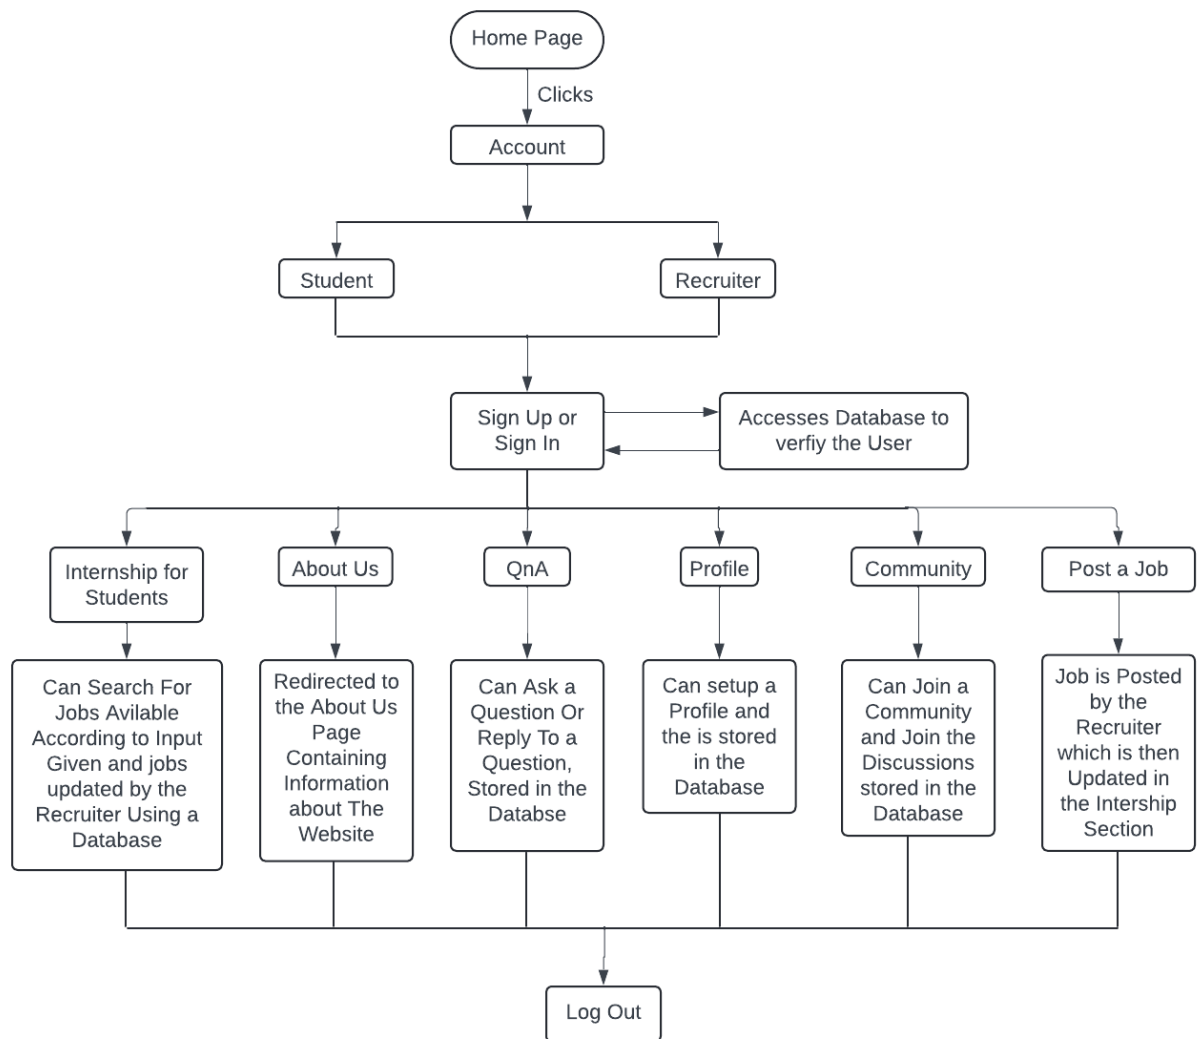 Home Page
Clicks
Account
Student
Recruiter
Sign Up or
Sign In
Accesses Database to
verfiy the User
Internship for
Students
About Us
QnA
Profile
Community
Post a Job
Can Search For
Jobs Avilable
According to Input
Given and jobs
updated by the
Recruiter Using a
Database
Redirected to
the About Us
Page
Containing
Information
about The
Website
Can Ask a
Question Or
Reply To a
Question,
Stored in the
Databse
Can setup a
Profile and
the is stored
in the
Database
Can Join a
Community
and Join the
Discussions
stored in the
Database
Job is Posted
by the
Recruiter
which is then
Updated in
the Intership
Section
Log Out